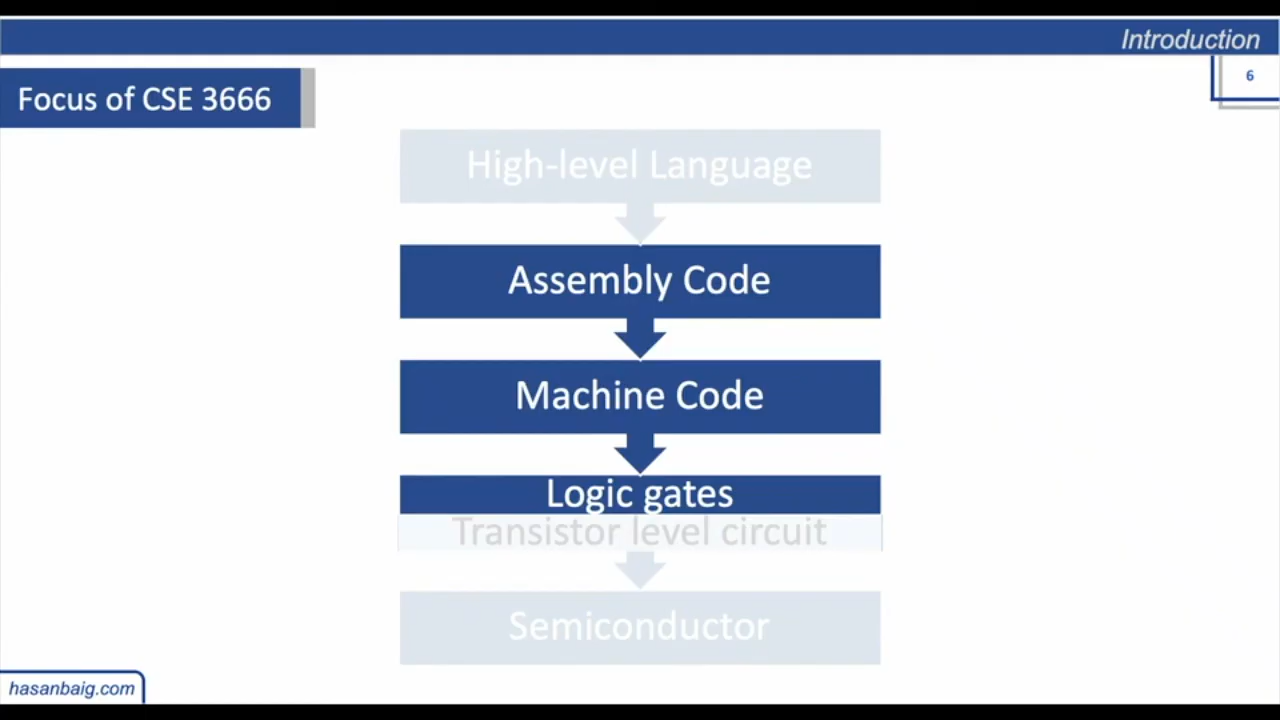 Introduction
6
Focus of CSE 3666
High-level Language
Assembly Code
Machine Code
Logic gates
Transistor level circuit
Semiconductor
hasanbaig.com